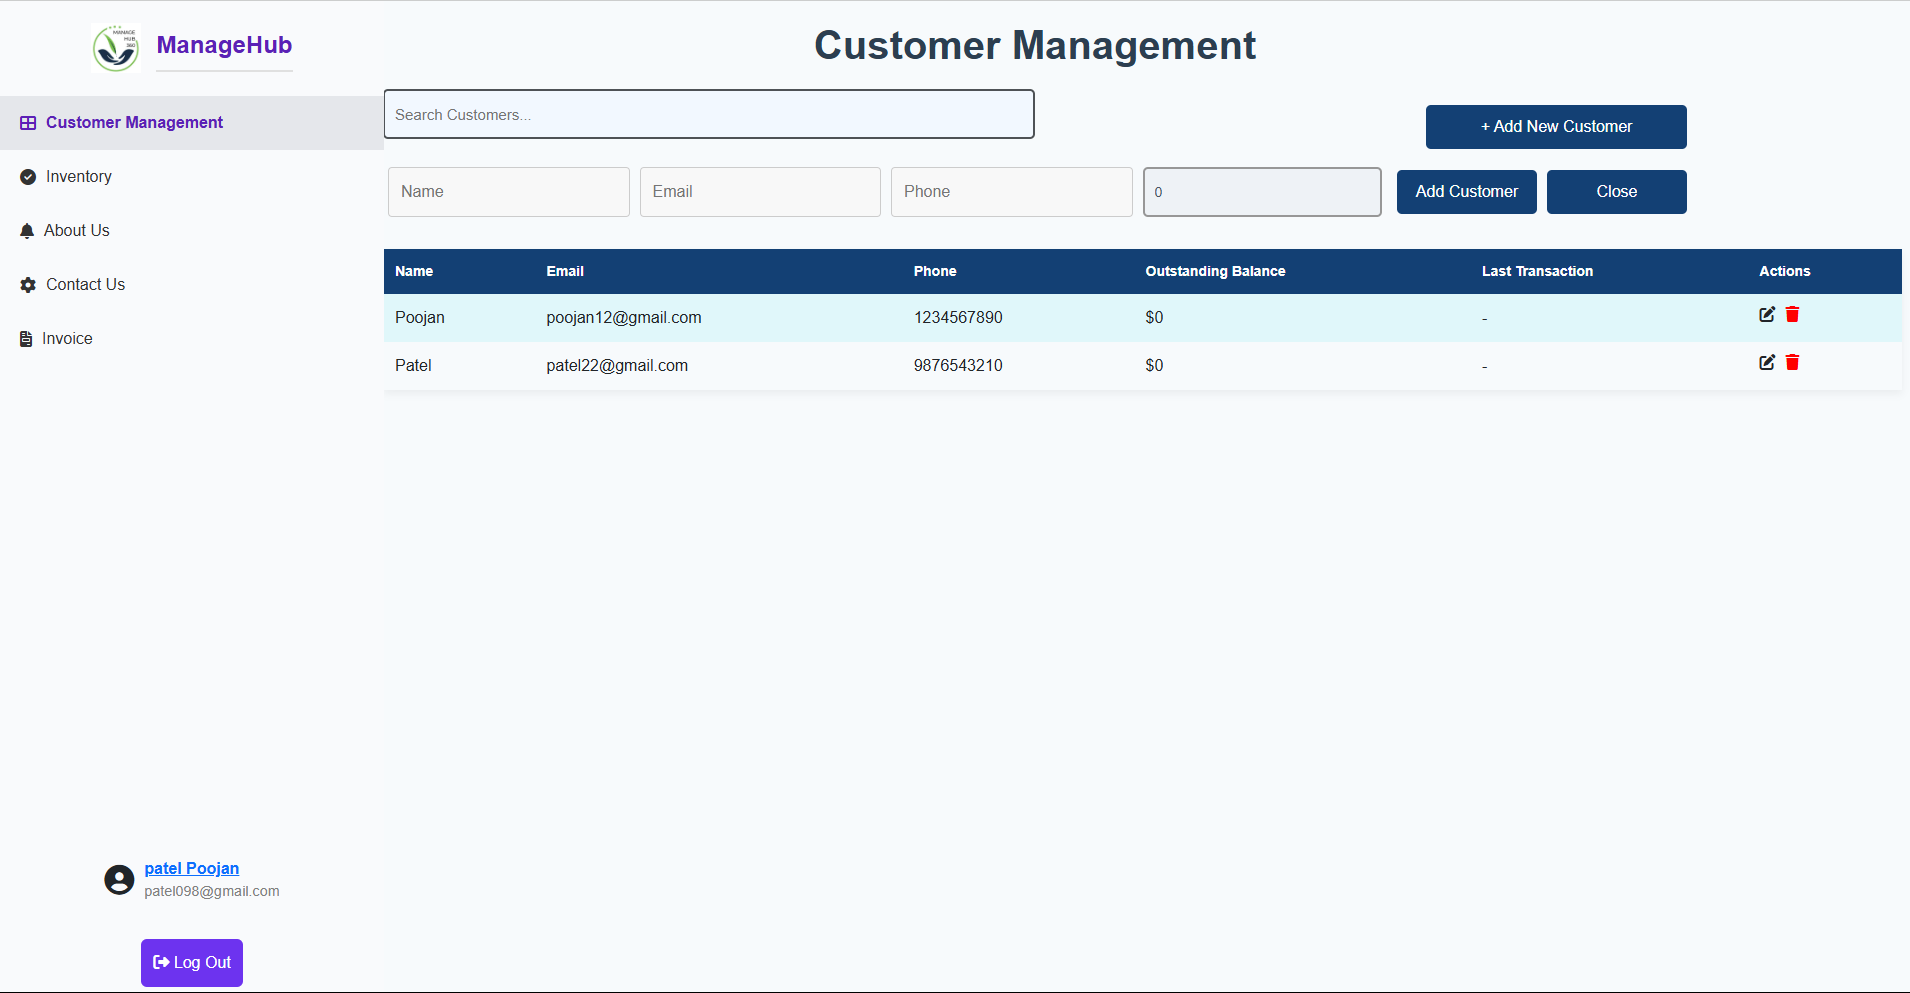 MANAGE
HUB
360
ManageHub
Customer Management
Inventory
About Us
Contact Us
Invoice
patel Poojan
patel098@gmail.com
Log Out
Customer Management
Search Customers...
+ Add New Customer
Name Email Phone 0 Add Customer Close
Name Email Phone Outstanding Balance Last Transaction Actions
Poojan poojan12@gmail.com 1234567890 $0 -
Patel patel22@gmail.com 9876543210 $0 -